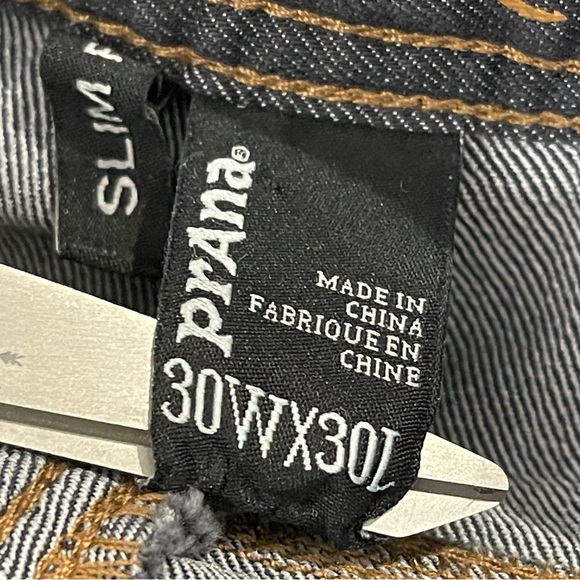 SLIM F
prAna®
MADE IN
CHINA
FABRIQUE EN
CHINE
30WX30L